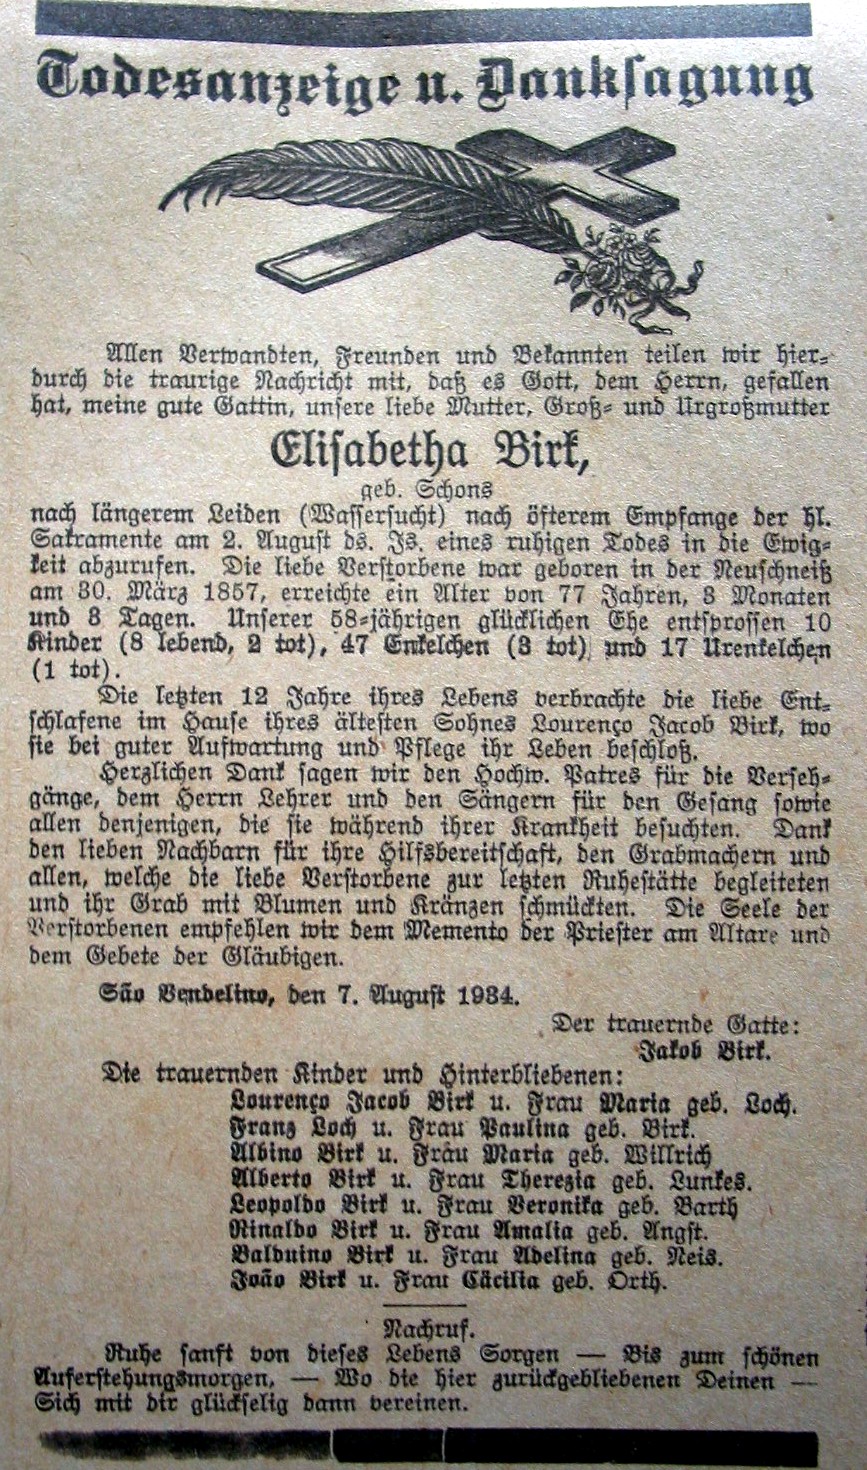 Todesanzeige u. Danksagung
Allen Verwandten, Freunden und Bekannten teilen wir hier-
durch die traurige Nachricht mit, daß es Gott, dem Herrn, gefallen
hat, meine gute Gattin, unsere liebe Mutter, Groß- und Urgroßmutter
Elisabetha Birk,
geb. Schons
nach längerem Leiden (Wassersucht) nach öfterem Empfange der hl.
Sakramente am 2. August ds. Js. eines ruhigen Todes in die Ewig-
keit abzurufen. Die liebe Verstorbene war geboren in der Neuschneiß
am 30. März 1857, erreichte ein Alter von 77 Jahren, 3 Monaten
und 3 Tagen. Unserer 58-jährigen glücklichen Ehe entsprossen 10
Kinder (8 lebend, 2 tot), 47 Enkelchen (3 tot) und 17 Urenkelchen
(1 tot).
Die letzten 12 Jahre ihres Lebens verbrachte die liebe Ent-
schlafene im Hause ihres ältesten Sohnes Lourenço Jacob Birk, wo
sie bei guter Aufwartung und Pflege ihr Leben beschloß.
Herzlichen Dank sagen wir den Hochw. Patres für die Verseh-
gänge, dem Herrn Lehrer und den Sängern für den Gesang sowie
allen denjenigen, die sie während ihrer Krankheit besuchten. Dank
den lieben Nachbarn für ihre Hilfsbereitschaft, den Grabmachern und
allen, welche die liebe Verstorbene zur letzten Ruhestätte begleiteten
und ihr Grab mit Blumen und Kränzen schmückten. Die Seele der
Verstorbenen empfehlen wir dem Memento der Priester am Altare und
dem Gebete der Gläubigen.
São Vendelino, den 7. August 1934.
Der trauernde Gatte:
Jakob Birk.
Die trauernden Kinder und Hinterbliebenen:
Lourenço Jacob Birk u. Frau Maria geb. Loch.
Franz Loch u. Frau Paulina geb. Birk.
Albino Birk u. Frau Maria geb. Willrich
Alberto Birk u. Frau Therezia geb. Lunkes.
Leopoldo Birk u. Frau Veronika geb. Barth
Rinaldo Birk u. Frau Amalia geb. Angst.
Balduino Birk u. Frau Adelina geb. Neis.
João Birk u. Frau Cäcilia geb. Orth.
Nachruf.
Ruhe sanft von dieses Lebens Sorgen — Bis zum schönen
Auferstehungsmorgen, — Wo die hier zurückgebliebenen Deinen —
Sich mit dir glückselig dann vereinen.